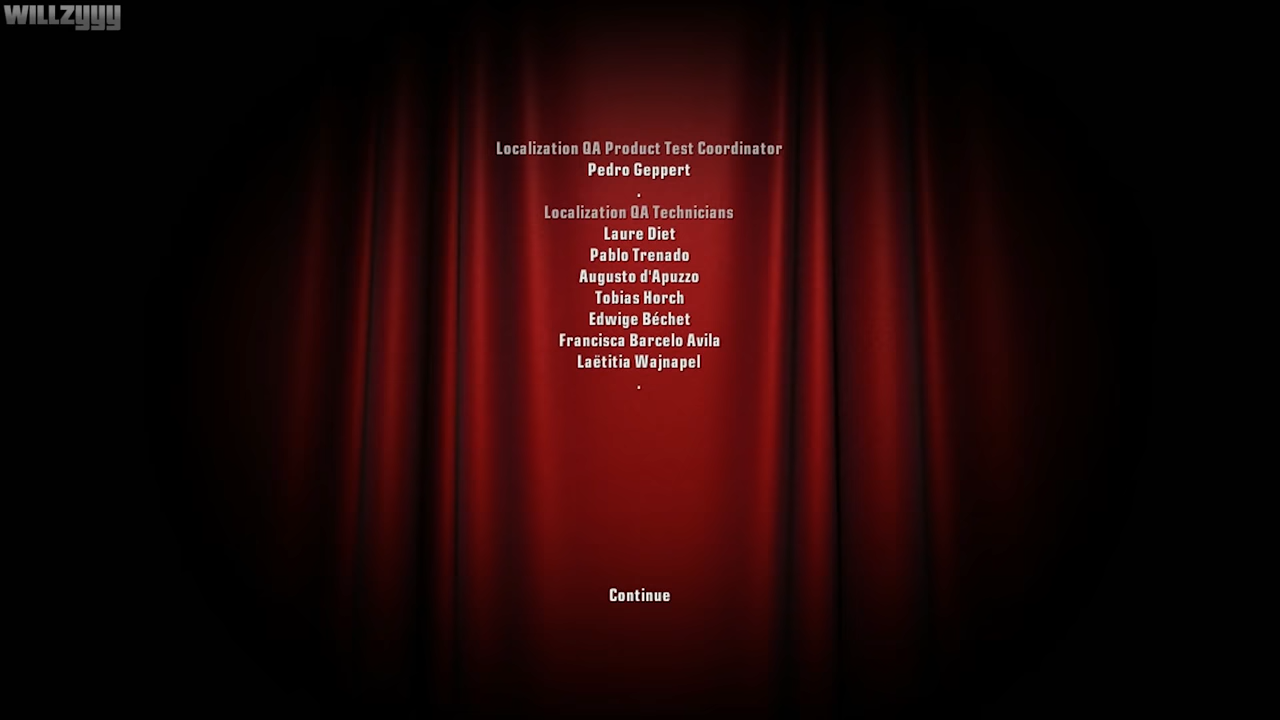 WILLZyyy
Localization QA Product Test Coordinator
Pedro Geppert
.
Localization QA Technicians
Laure Diet
Pablo Trenado
Augusto d'Apuzzo
Tobias Horch
Edwige Béchet
Francisca Barcelo Avila
Laëtitia Wajnapel
.
Continue